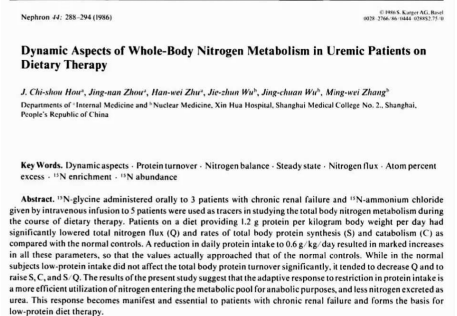 Nephron 44: 288–294 (1986)
© 1986 S. Karger AG, Basel
0028–2766/86/0444–0288$2.75/0
Dynamic Aspects of Whole-Body Nitrogen Metabolism in Uremic Patients on
Dietary Therapy
J. Chi-shou Houᵃ, Jing-nan Zhouᵃ, Han-wei Zhuᵃ, Jie-zhun Wuᵇ, Jing-chuan Wuᵇ, Ming-wei Zhangᵇ
Departments of ᵃInternal Medicine and ᵇNuclear Medicine, Xin Hua Hospital, Shanghai Medical College No. 2., Shanghai,
People's Republic of China
Key Words. Dynamic aspects · Protein turnover · Nitrogen balance · Steady state · Nitrogen flux · Atom percent
excess · ¹⁵N enrichment · ¹⁵N abundance
Abstract. ¹⁵N-glycine administered orally to 3 patients with chronic renal failure and ¹⁵N-ammonium chloride
given by intravenous infusion to 5 patients were used as tracers in studying the total body nitrogen metabolism during
the course of dietary therapy. Patients on a diet providing 1.2 g protein per kilogram body weight per day had
significantly lowered total nitrogen flux (Q) and rates of total body protein synthesis (S) and catabolism (C) as
compared with the normal controls. A reduction in daily protein intake to 0.6 g/kg/day resulted in marked increases
in all these parameters, so that the values actually approached that of the normal controls. While in the normal
subjects low-protein intake did not affect the total body protein turnover significantly, it tended to decrease Q and to
raise S, C, and S/Q. The results of the present study suggest that the adaptive response to restriction in protein intake is
a more efficient utilization of nitrogen entering the metabolic pool for anabolic purposes, and less nitrogen excreted as
urea. This response becomes manifest and essential to patients with chronic renal failure and forms the basis for
low-protein diet therapy.